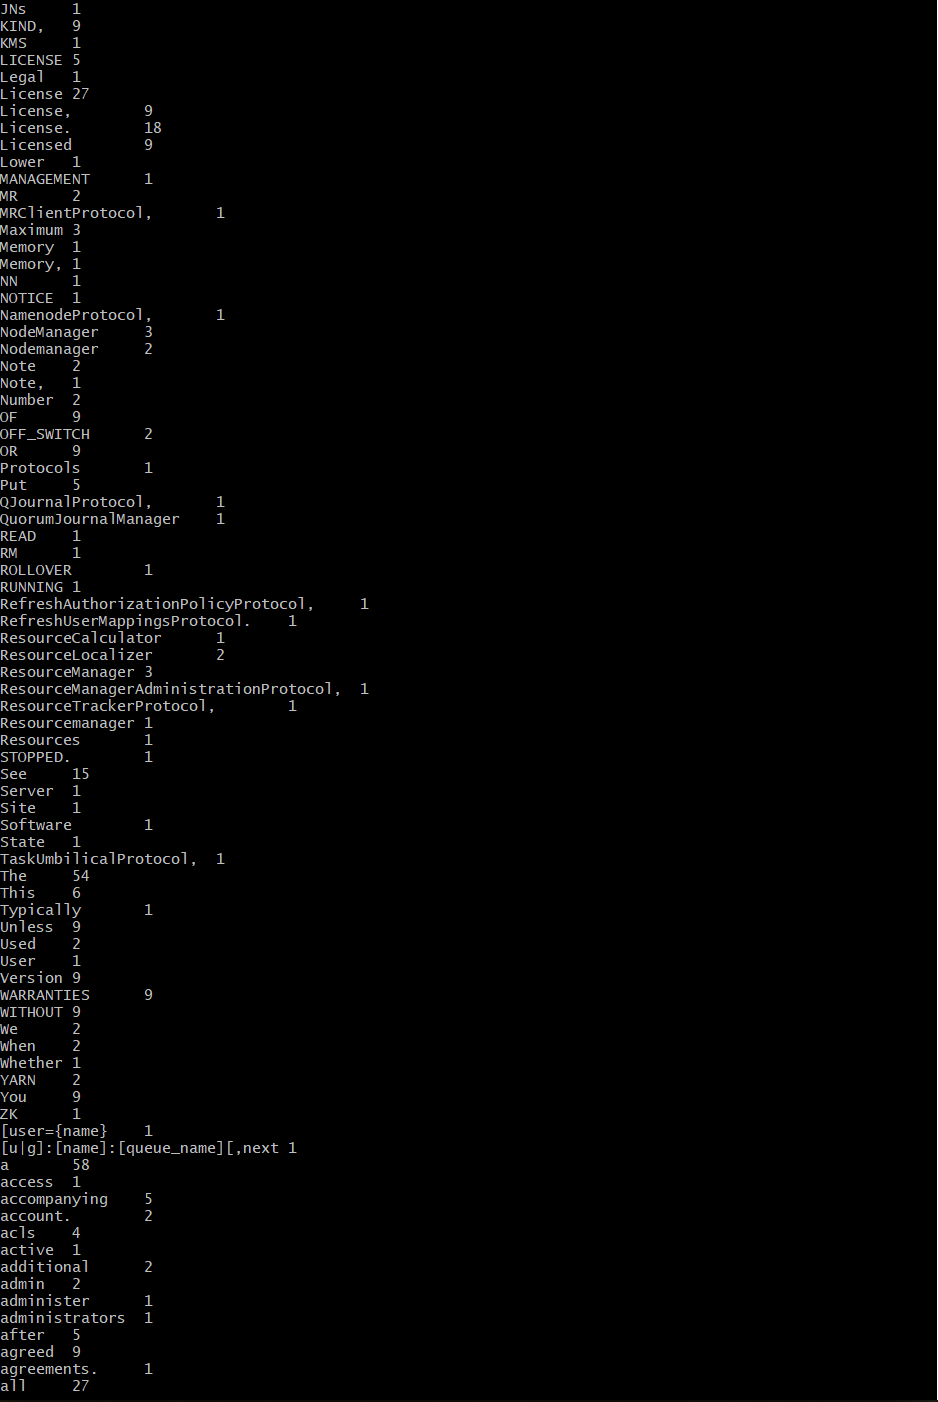 JNs	1
KIND,	9
KMS	1
LICENSE	5
Legal	1
License	27
License,	9
License.	18
Licensed	9
Lower	1
MANAGEMENT	1
MR	2
MRClientProtocol,	1
Maximum	3
Memory	1
Memory,	1
NN	1
NOTICE	1
NamenodeProtocol,	1
NodeManager	3
Nodemanager	2
Note	2
Note,	1
Number	2
OF	9
OFF_SWITCH	2
OR	9
Protocols	1
Put	5
QJournalProtocol,	1
QuorumJournalManager	1
READ	1
RM	1
ROLLOVER	1
RUNNING	1
RefreshAuthorizationPolicyProtocol,	1
RefreshUserMappingsProtocol.	1
ResourceCalculator	1
ResourceLocalizer	2
ResourceManager	3
ResourceManagerAdministrationProtocol,	1
ResourceTrackerProtocol,	1
Resourcemanager	1
Resources	1
STOPPED.	1
See	15
Server	1
Site	1
Software	1
State	1
TaskUmbilicalProtocol,	1
The	54
This	6
Typically	1
Unless	9
Used	2
User	1
Version	9
WARRANTIES	9
WITHOUT	9
We	2
When	2
Whether	1
YARN	2
You	9
ZK	1
[user={name}	1
[u|g]:[name]:[queue_name][,next	1
a	58
access	1
accompanying	5
account.	2
acls	4
active	1
additional	2
admin	2
administer	1
administrators	1
after	5
agreed	9
agreements.	1
all	27